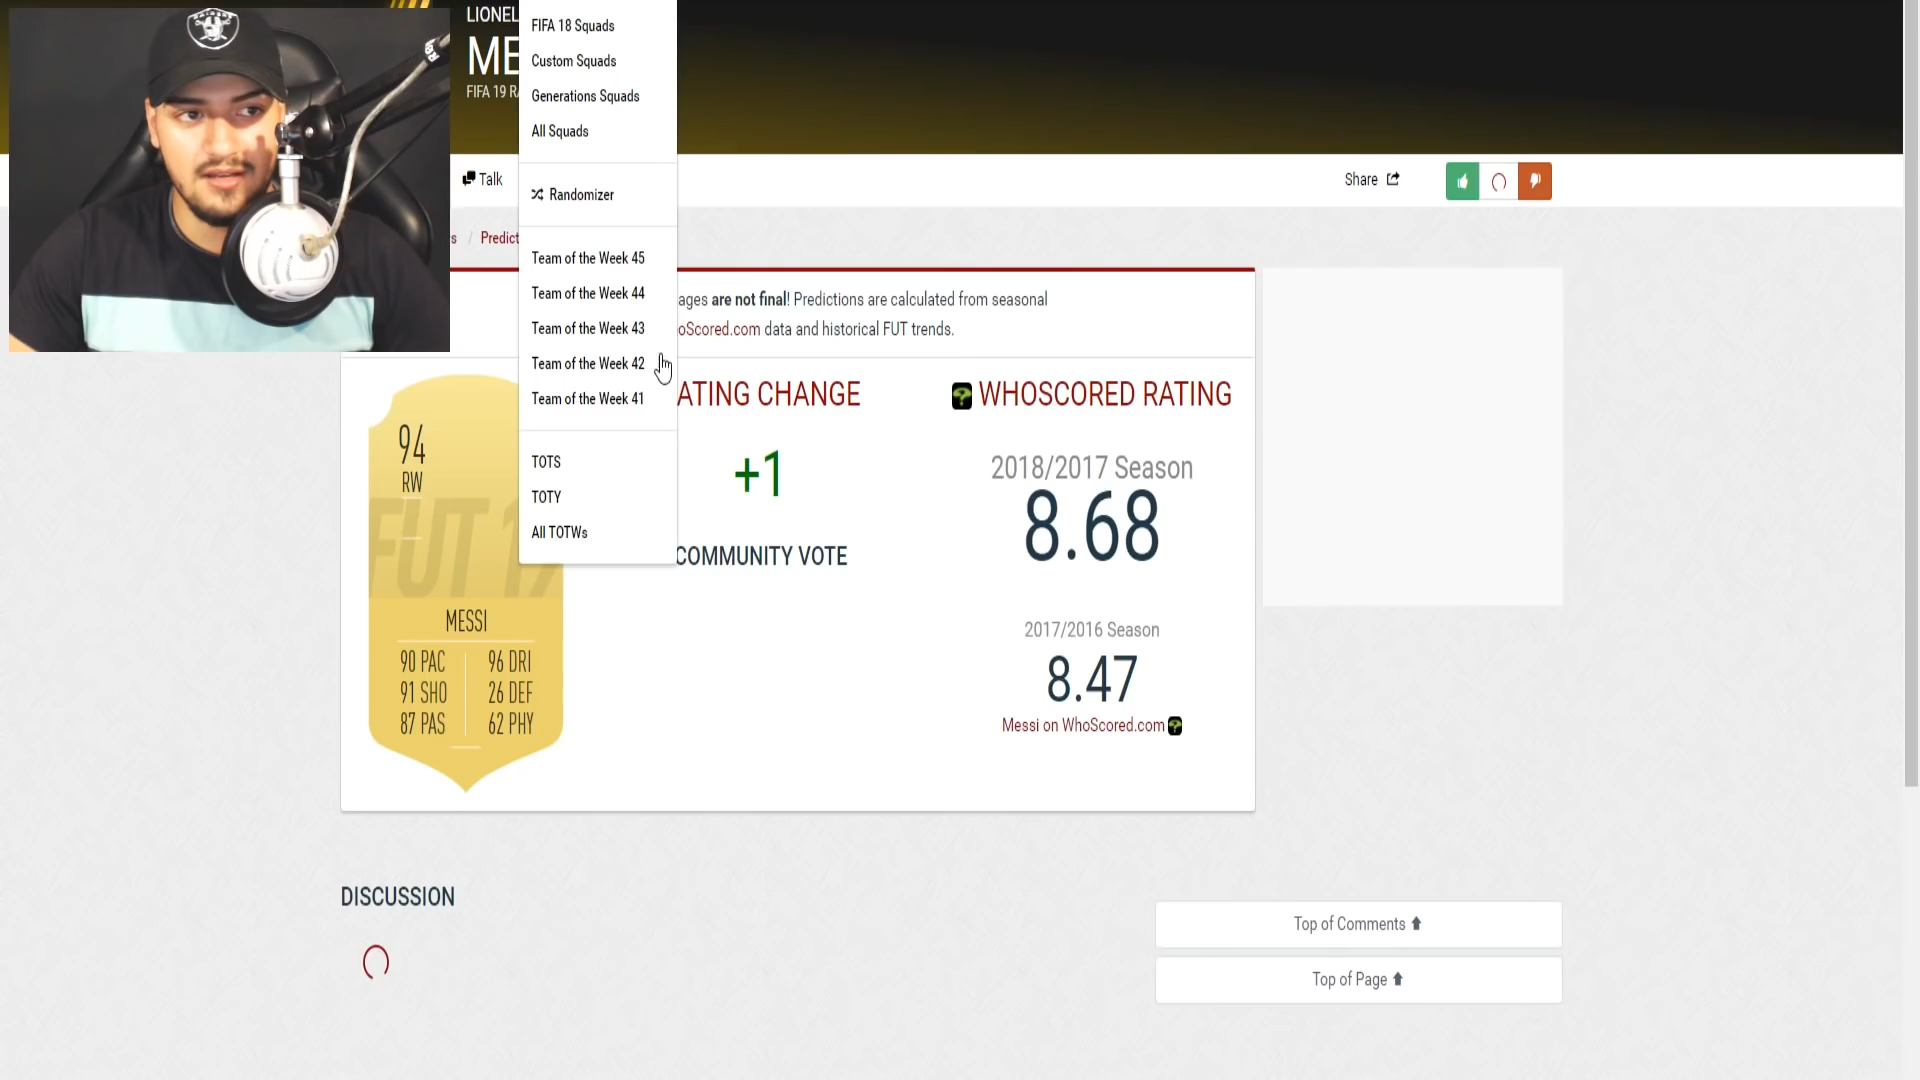 LIONEL
ME
FIFA 19 RA
FIFA 18 Squads
Custom Squads
Generations Squads
All Squads
Randomizer
Team of the Week 45
Team of the Week 44
Team of the Week 43
Team of the Week 42
Team of the Week 41
TOTS
TOTY
All TOTWs
RAIDERS
Talk
Share
s / Predict
ages are not final! Predictions are calculated from seasonal
oScored.com data and historical FUT trends.
94
RW
FUT 19
MESSI
90 PAC 96 DRI
91 SHO 26 DEF
87 PAS 62 PHY
ATING CHANGE
+1
COMMUNITY VOTE
WHOSCORED RATING
2018/2017 Season
8.68
2017/2016 Season
8.47
Messi on WhoScored.com
DISCUSSION
Top of Comments
Top of Page